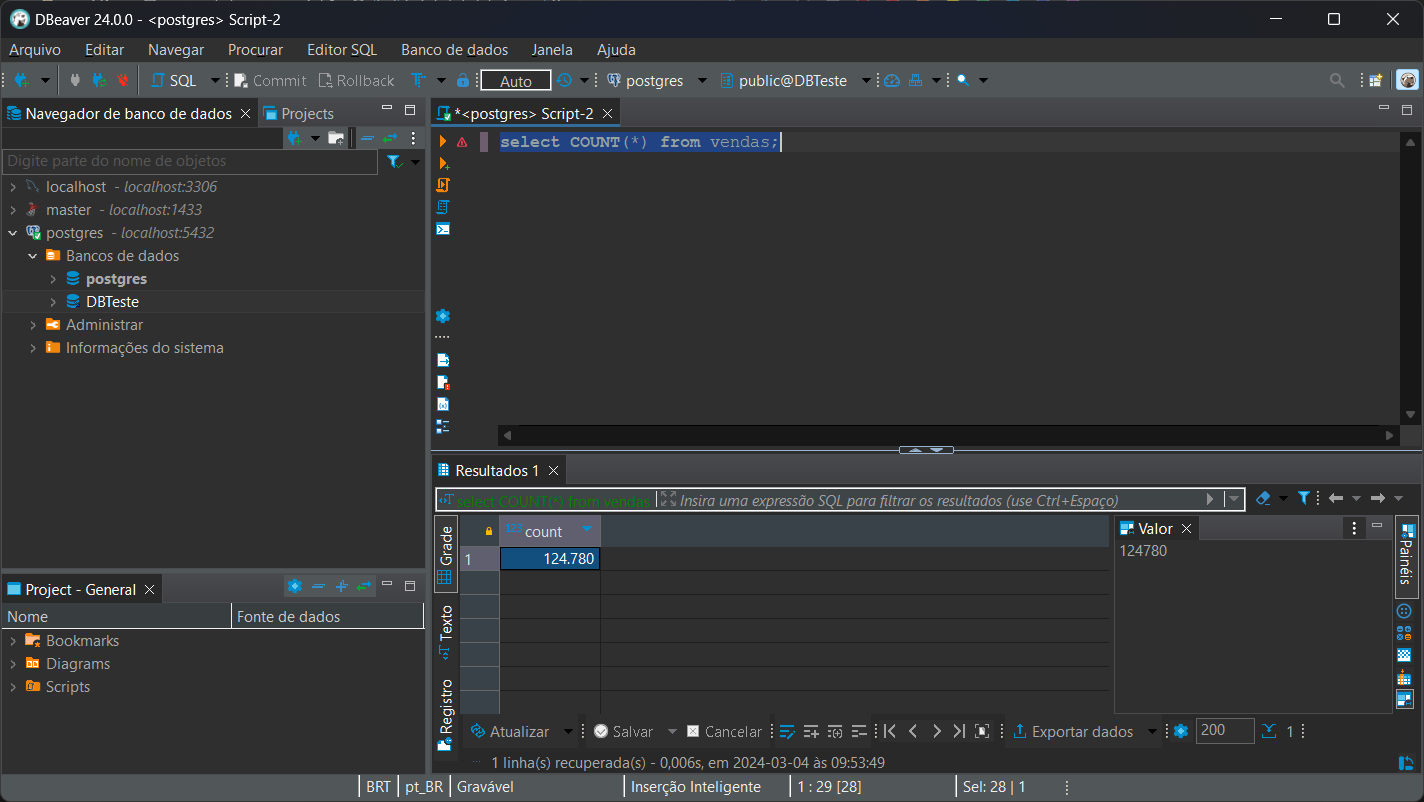 DBeaver 24.0.0 - <postgres> Script-2
Arquivo Editar Navegar Procurar Editor SQL Banco de dados Janela Ajuda
SQL Commit Rollback Auto postgres public@DBTeste
Navegador de banco de dados Projects
Digite parte do nome de objetos
localhost - localhost:3306
master - localhost:1433
postgres - localhost:5432
Bancos de dados
postgres
DBTeste
Administrar
Informações do sistema
Project - General
Nome Fonte de dados
Bookmarks
Diagrams
Scripts
*<postgres> Script-2
select COUNT(*) from vendas;
Resultados 1
select COUNT(*) from vendas Insira uma expressão SQL para filtrar os resultados (use Ctrl+Espaço)
Grade
Texto
Registro
123 count
1 124.780
Valor
124780
Painéis
Atualizar Salvar Cancelar Exportar dados 200 1
1 linha(s) recuperada(s) - 0,006s, em 2024-03-04 às 09:53:49
BRT pt_BR Gravável Inserção Inteligente 1 : 29 [28] Sel: 28 | 1